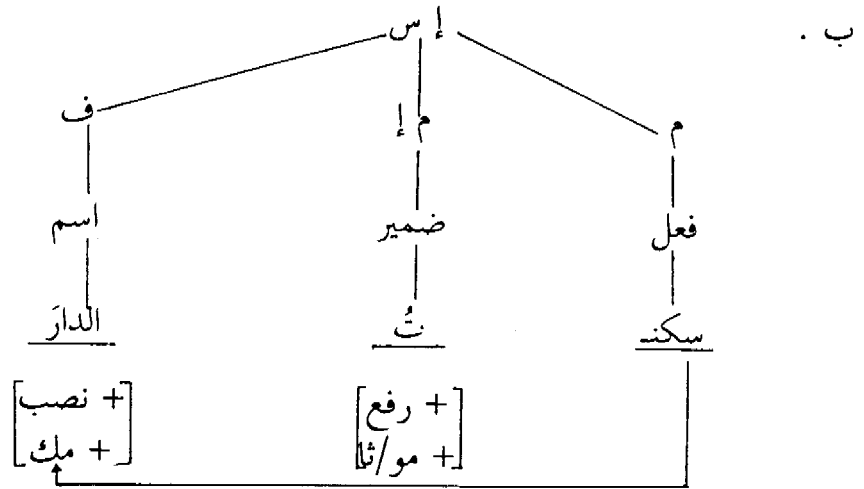 ب .
إ س
م م إ ف
فعل ضمير اسم
سكنـ تُ الدارَ
[+ رفع] [+ نصب]
[+ مو/ثا] [+ مك]